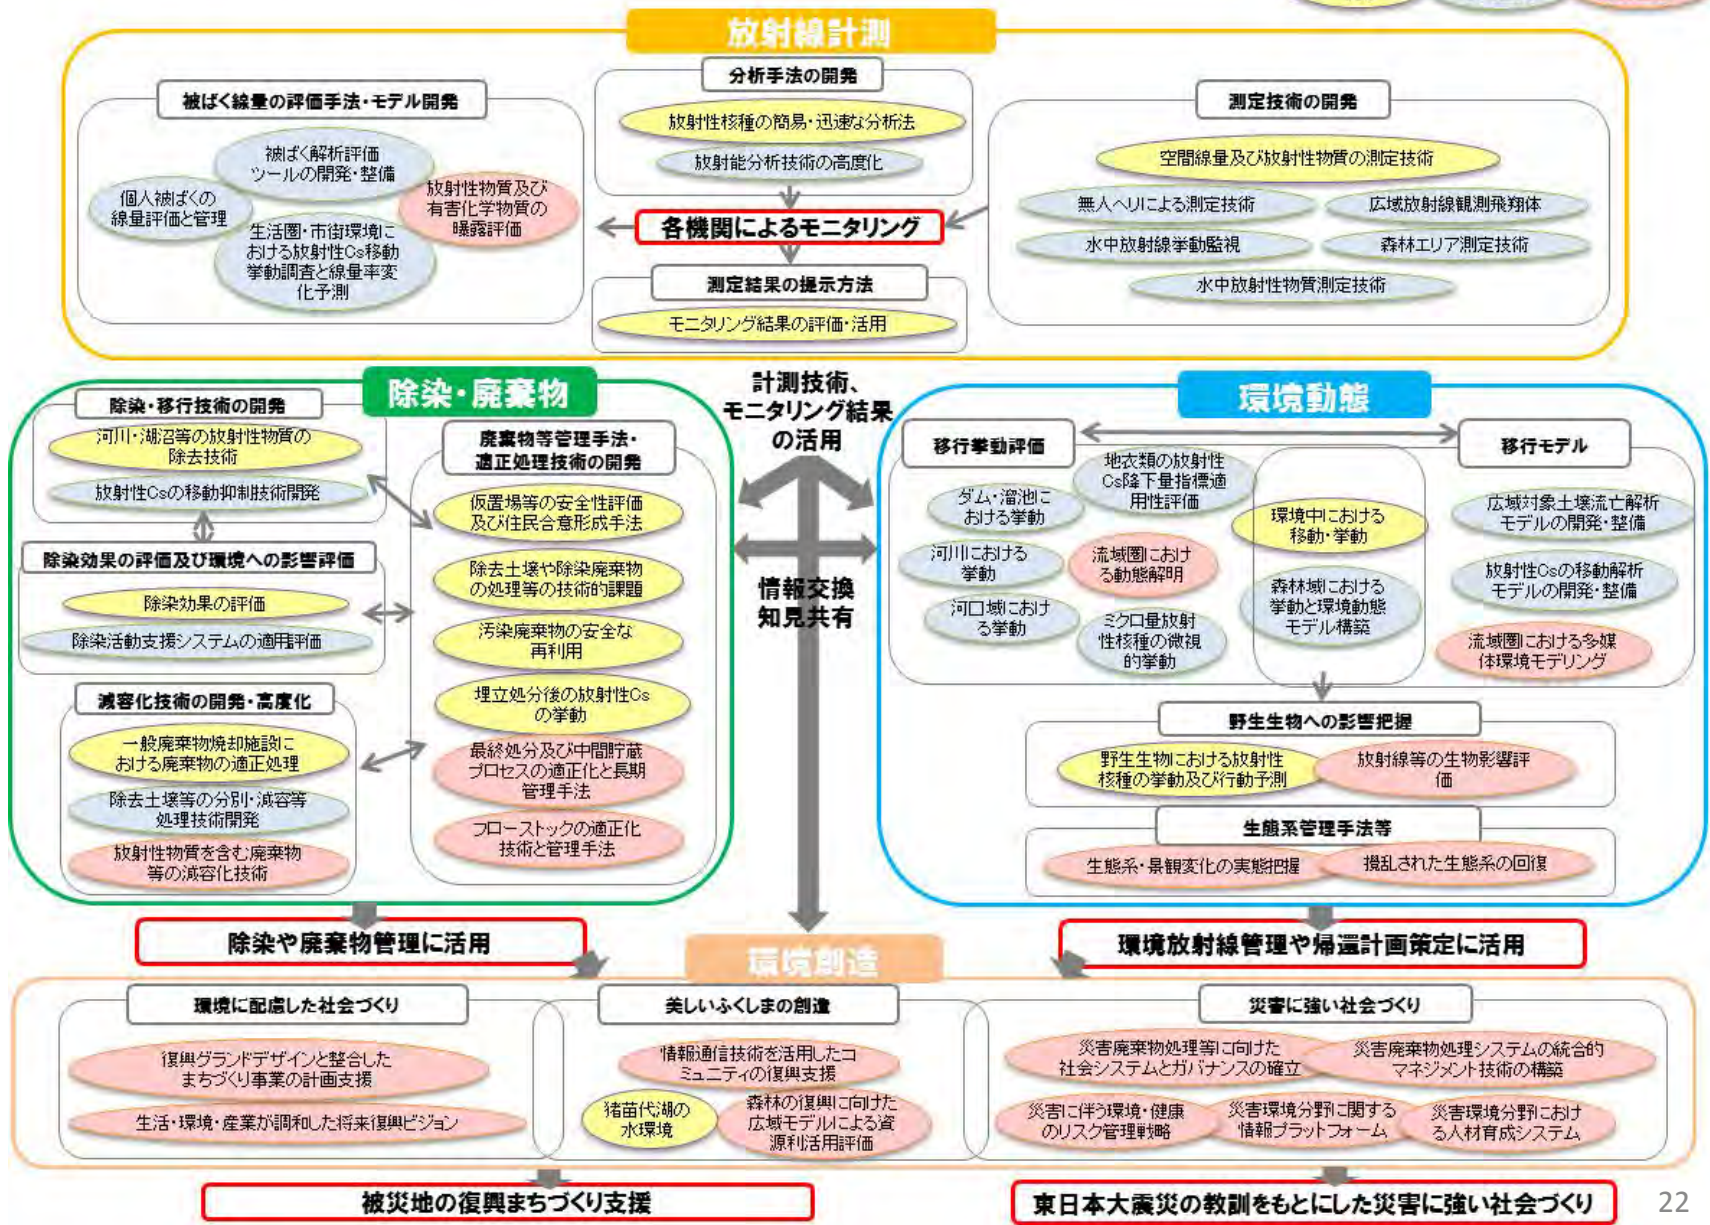 放射線計測
分析手法の開発
放射性核種の簡易・迅速な分析法
放射能分析技術の高度化
被ばく線量の評価手法・モデル開発
被ばく解析評価
ツールの開発・整備
個人被ばくの
線量評価と管理
放射性物質及び
有害化学物質の
曝露評価
生活圏・市街環境に
おける放射性Cs移動
挙動調査と線量率変
化予測
各機関によるモニタリング
測定結果の提示方法
モニタリング結果の評価・活用
測定技術の開発
空間線量及び放射性物質の測定技術
無人ヘリによる測定技術
広域放射線観測飛翔体
水中放射線挙動監視
森林エリア測定技術
水中放射性物質測定技術
除染・廃棄物
除染・移行技術の開発
河川・湖沼等の放射性物質の
除去技術
放射性Csの移動抑制技術開発
除染効果の評価及び環境への影響評価
除染効果の評価
除染活動支援システムの適用評価
減容化技術の開発・高度化
一般廃棄物焼却施設に
おける廃棄物の適正処理
除去土壌等の分別・減容等
処理技術開発
放射性物質を含む廃棄物
等の減容化技術
廃棄物等管理手法・
適正処理技術の開発
仮置場等の安全性評価
及び住民合意形成手法
除去土壌や除染廃棄物
の処理等の技術的課題
汚染廃棄物の安全な
再利用
埋立処分後の放射性Cs
の挙動
最終処分及び中間貯蔵
プロセスの適正化と長期
管理手法
フローストックの適正化
技術と管理手法
計測技術、
モニタリング結果
の活用
情報交換
知見共有
環境動態
移行挙動評価
移行モデル
地衣類の放射性
Cs降下量指標適
用性評価
ダム・溜池に
おける挙動
河川における
挙動
流域圏におけ
る動態解明
河口域におけ
る挙動
ミクロ量放射
性核種の微視
的挙動
環境中における
移動・挙動
森林域における
挙動と環境動態
モデル構築
広域対象土壌流亡解析
モデルの開発・整備
放射性Csの移動解析
モデルの開発・整備
流域圏における多媒
体環境モデリング
野生生物への影響把握
野生生物における放射性
核種の挙動及び行動予測
放射線等の生物影響評
価
生態系管理手法等
生態系・景観変化の実態把握
攪乱された生態系の回復
除染や廃棄物管理に活用
環境放射線管理や帰還計画策定に活用
環境創造
環境に配慮した社会づくり
復興グランドデザインと整合した
まちづくり事業の計画支援
生活・環境・産業が調和した将来復興ビジョン
美しいふくしまの創造
情報通信技術を活用したコ
ミュニティの復興支援
猪苗代湖の
水環境
森林の復興に向けた
広域モデルによる資
源利活用評価
災害に強い社会づくり
災害廃棄物処理等に向けた
社会システムとガバナンスの確立
災害廃棄物処理システムの統合的
マネジメント技術の構築
災害に伴う環境・健康
のリスク管理戦略
災害環境分野に関する
情報プラットフォーム
災害環境分野におけ
る人材育成システム
被災地の復興まちづくり支援
東日本大震災の教訓をもとにした災害に強い社会づくり
22